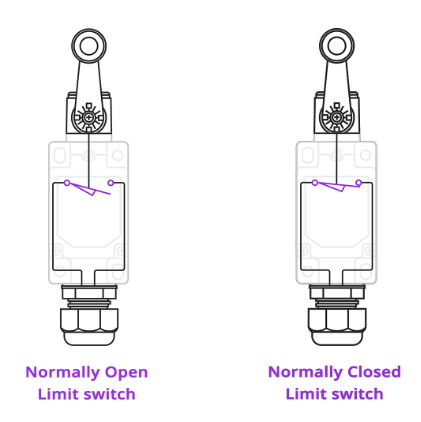 Normally Open
Limit switch
Normally Closed
Limit switch